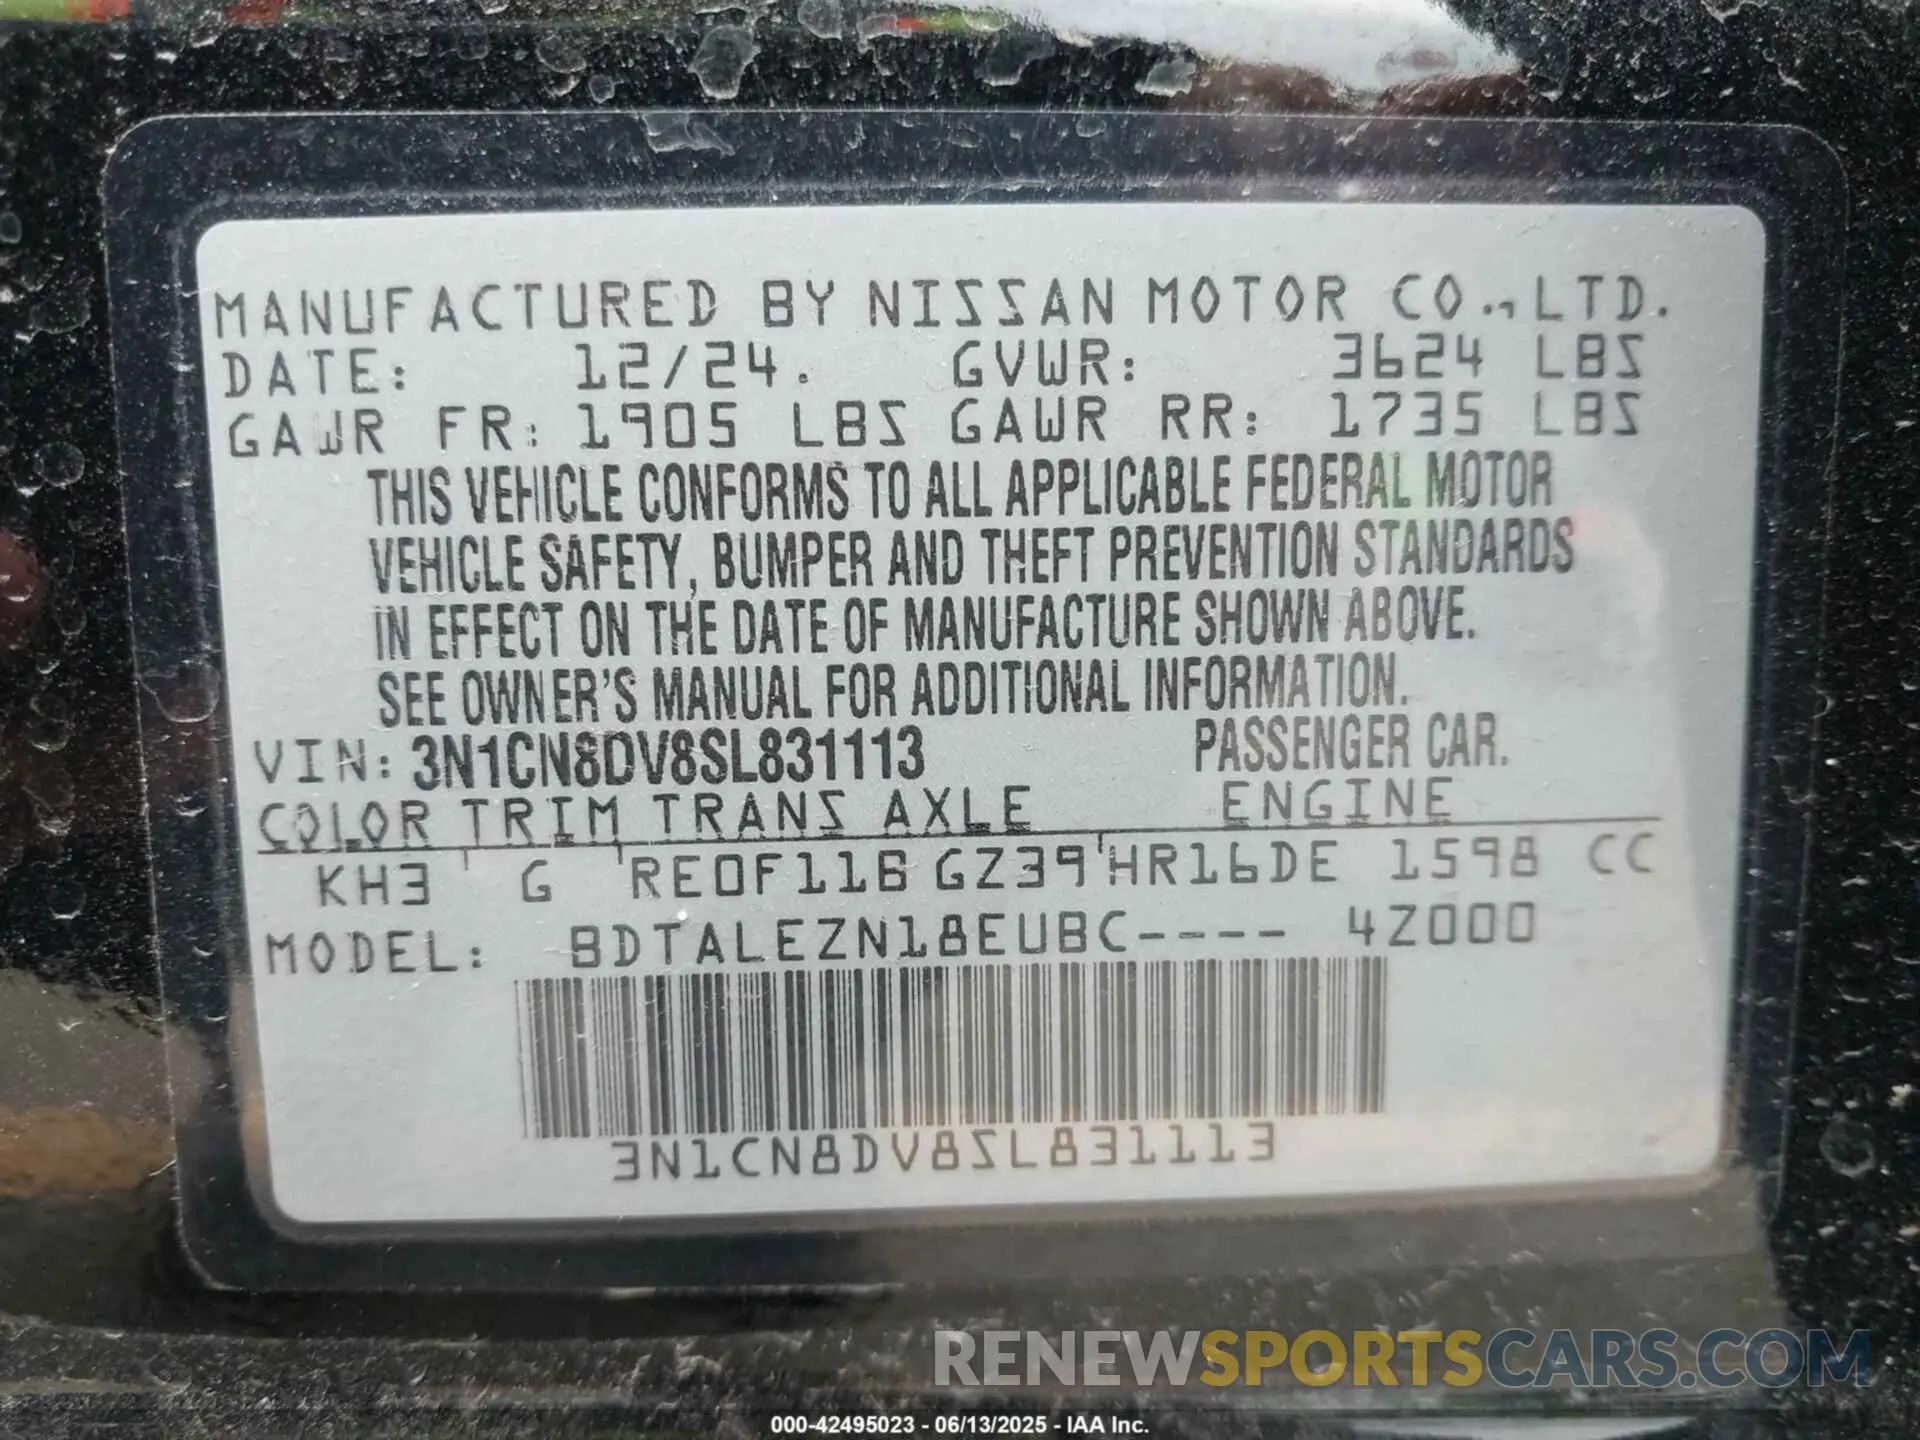 MANUFACTURED BY NISSAN MOTOR CO., LTD.
DATE: 12/24. GVWR: 3624 LBS
GAWR FR: 1905 LBS GAWR RR: 1735 LBS
THIS VEHICLE CONFORMS TO ALL APPLICABLE FEDERAL MOTOR
VEHICLE SAFETY, BUMPER AND THEFT PREVENTION STANDARDS
IN EFFECT ON THE DATE OF MANUFACTURE SHOWN ABOVE.
SEE OWNER'S MANUAL FOR ADDITIONAL INFORMATION.
VIN: 3N1CN8DV8SL831113 PASSENGER CAR.
COLOR TRIM TRANS AXLE ENGINE
KH3 G RE0F11B GZ39 HR16DE 1598 CC
MODEL: BDTALEZN18EUBC---- 4Z000
3N1CN8DV8SL831113
RENEWSPORTSCARS.COM
000-42495023 - 06/13/2025 - IAA Inc.